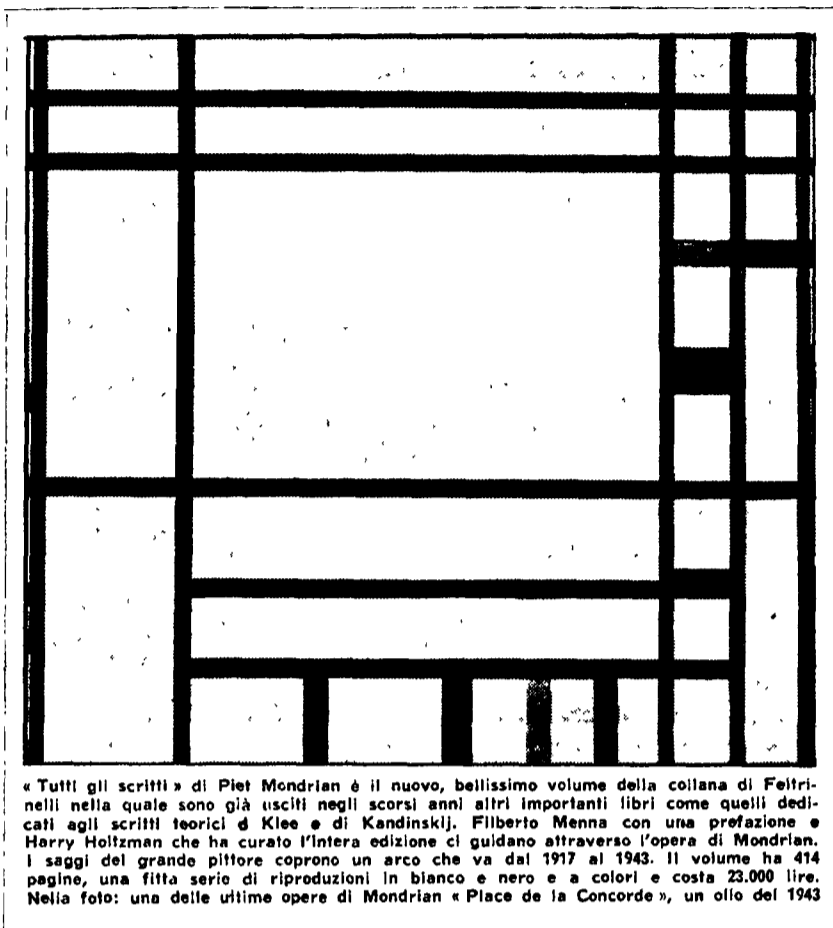 « Tutti gli scritti » di Piet Mondrian è il nuovo, bellissimo volume della collana di Feltri-
nelli nella quale sono già usciti negli scorsi anni altri importanti libri come quelli dedi-
cati agli scritti teorici d Klee e di Kandinskij. Filiberto Menna con una prefazione e
Harry Holtzman che ha curato l'intera edizione ci guidano attraverso l'opera di Mondrian.
I saggi del grande pittore coprono un arco che va dal 1917 al 1943. Il volume ha 414
pagine, una fitta serie di riproduzioni in bianco e nero e a colori e costa 23.000 lire.
Nella foto: una delle ultime opere di Mondrian « Place de la Concorde », un olio del 1943